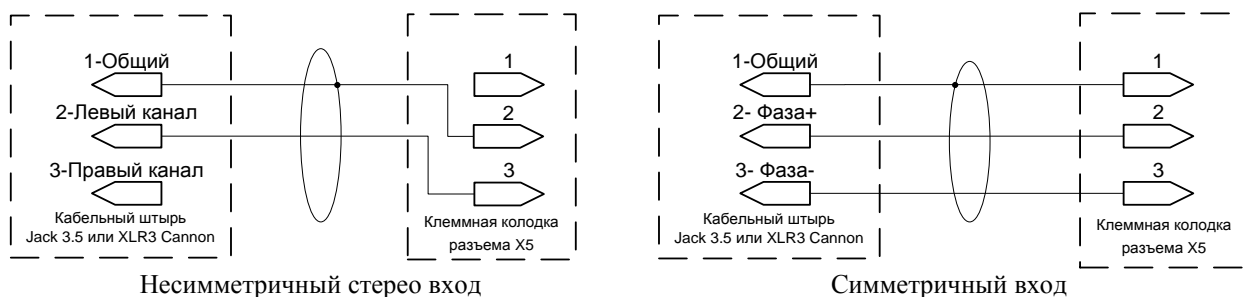 1-Общий
2-Левый канал
3-Правый канал
Кабельный штырь
Jack 3.5 или XLR3 Cannon
1
2
3
Клеммная колодка
разъема X5
Несимметричный стерео вход
1-Общий
2- Фаза+
3- Фаза-
Кабельный штырь
Jack 3.5 или XLR3 Cannon
1
2
3
Клеммная колодка
разъема X5
Симметричный вход